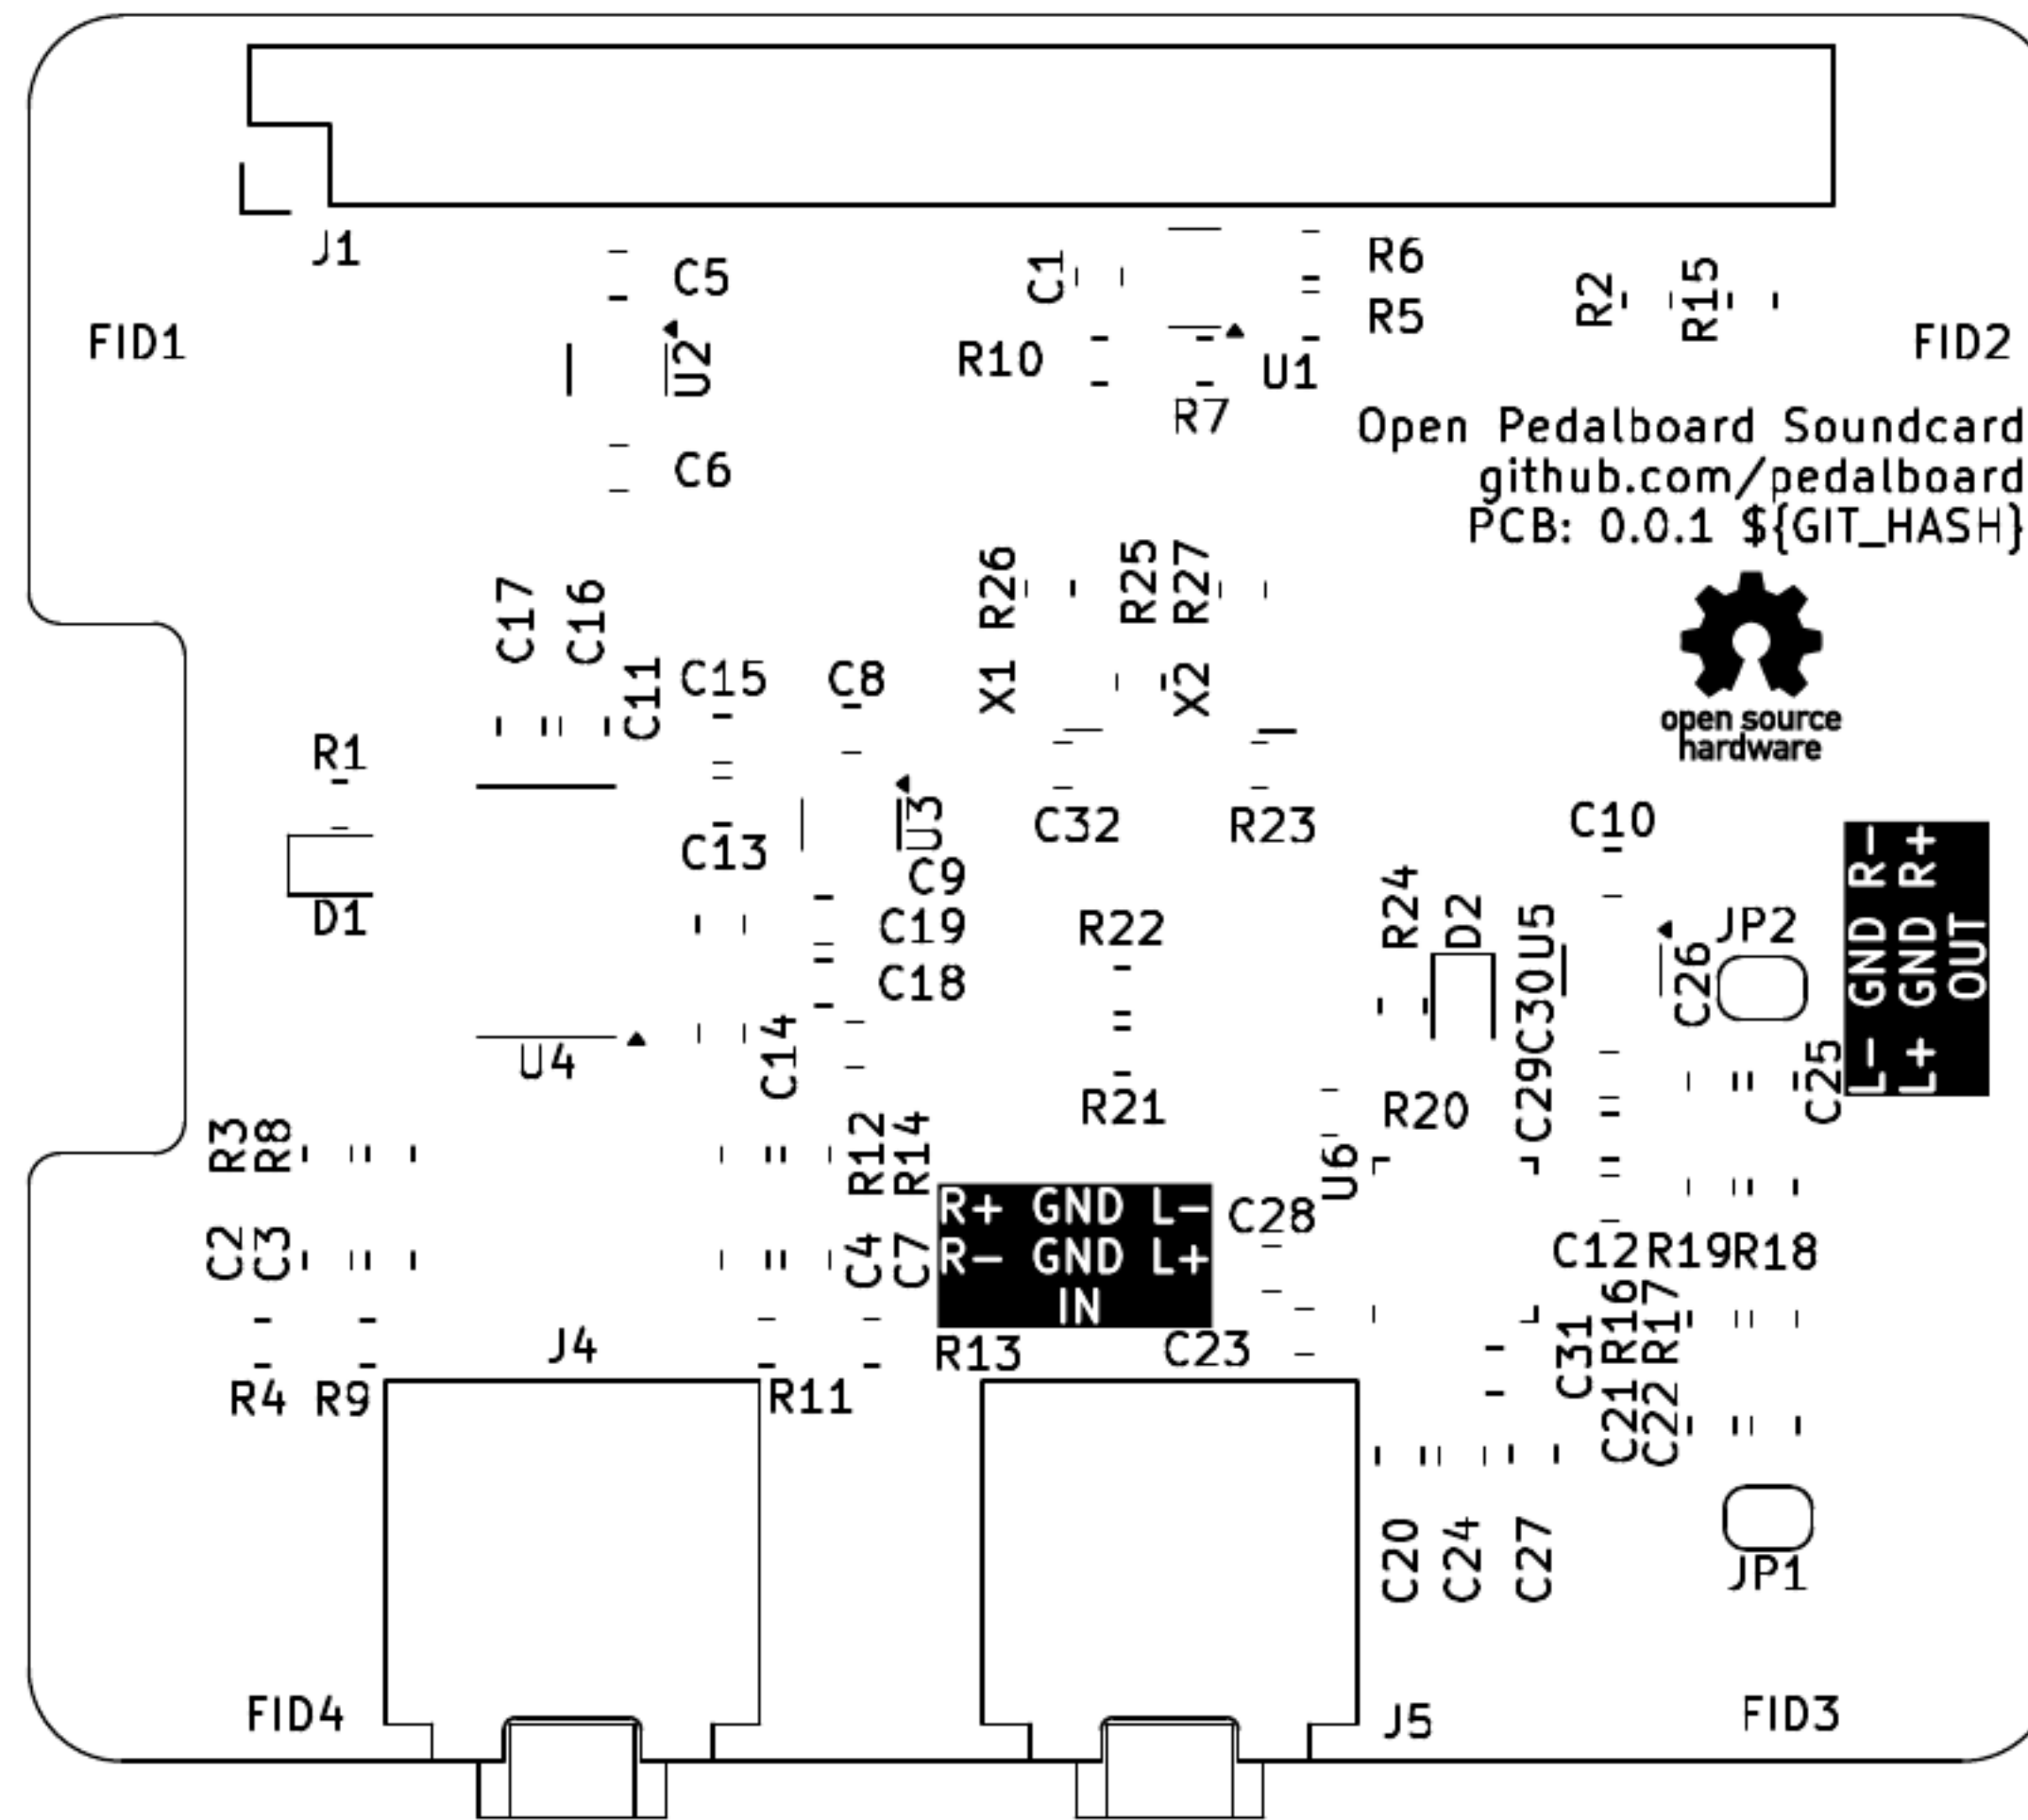 J1
C5
C1
R6
R2
R15
R5
FID1
U2
R10
U1
FID2
R7
Open Pedalboard Soundcard
C6
github.com/pedalboard
PCB: 0.0.1 ${GIT_HASH}
R26
R25
R27
C17
C16
C11
C15
C8
X1
X2
open source
hardware
R1
C13
U3
C32
R23
C10
C9
D1
C19
R22
R24
D2
U5
JP2
L- GND R-
L+ GND R+
OUT
C18
C30
C26
U4
C14
R21
R20
C29
C25
R3
R8
R12
R14
U6
R+ GND L-
R- GND L+
IN
C28
C2
C3
C4
C7
C12
R19
R18
J4
R13
C23
C31
R16
R17
R4
R9
R11
C21
C22
C20
C24
C27
JP1
FID4
J5
FID3